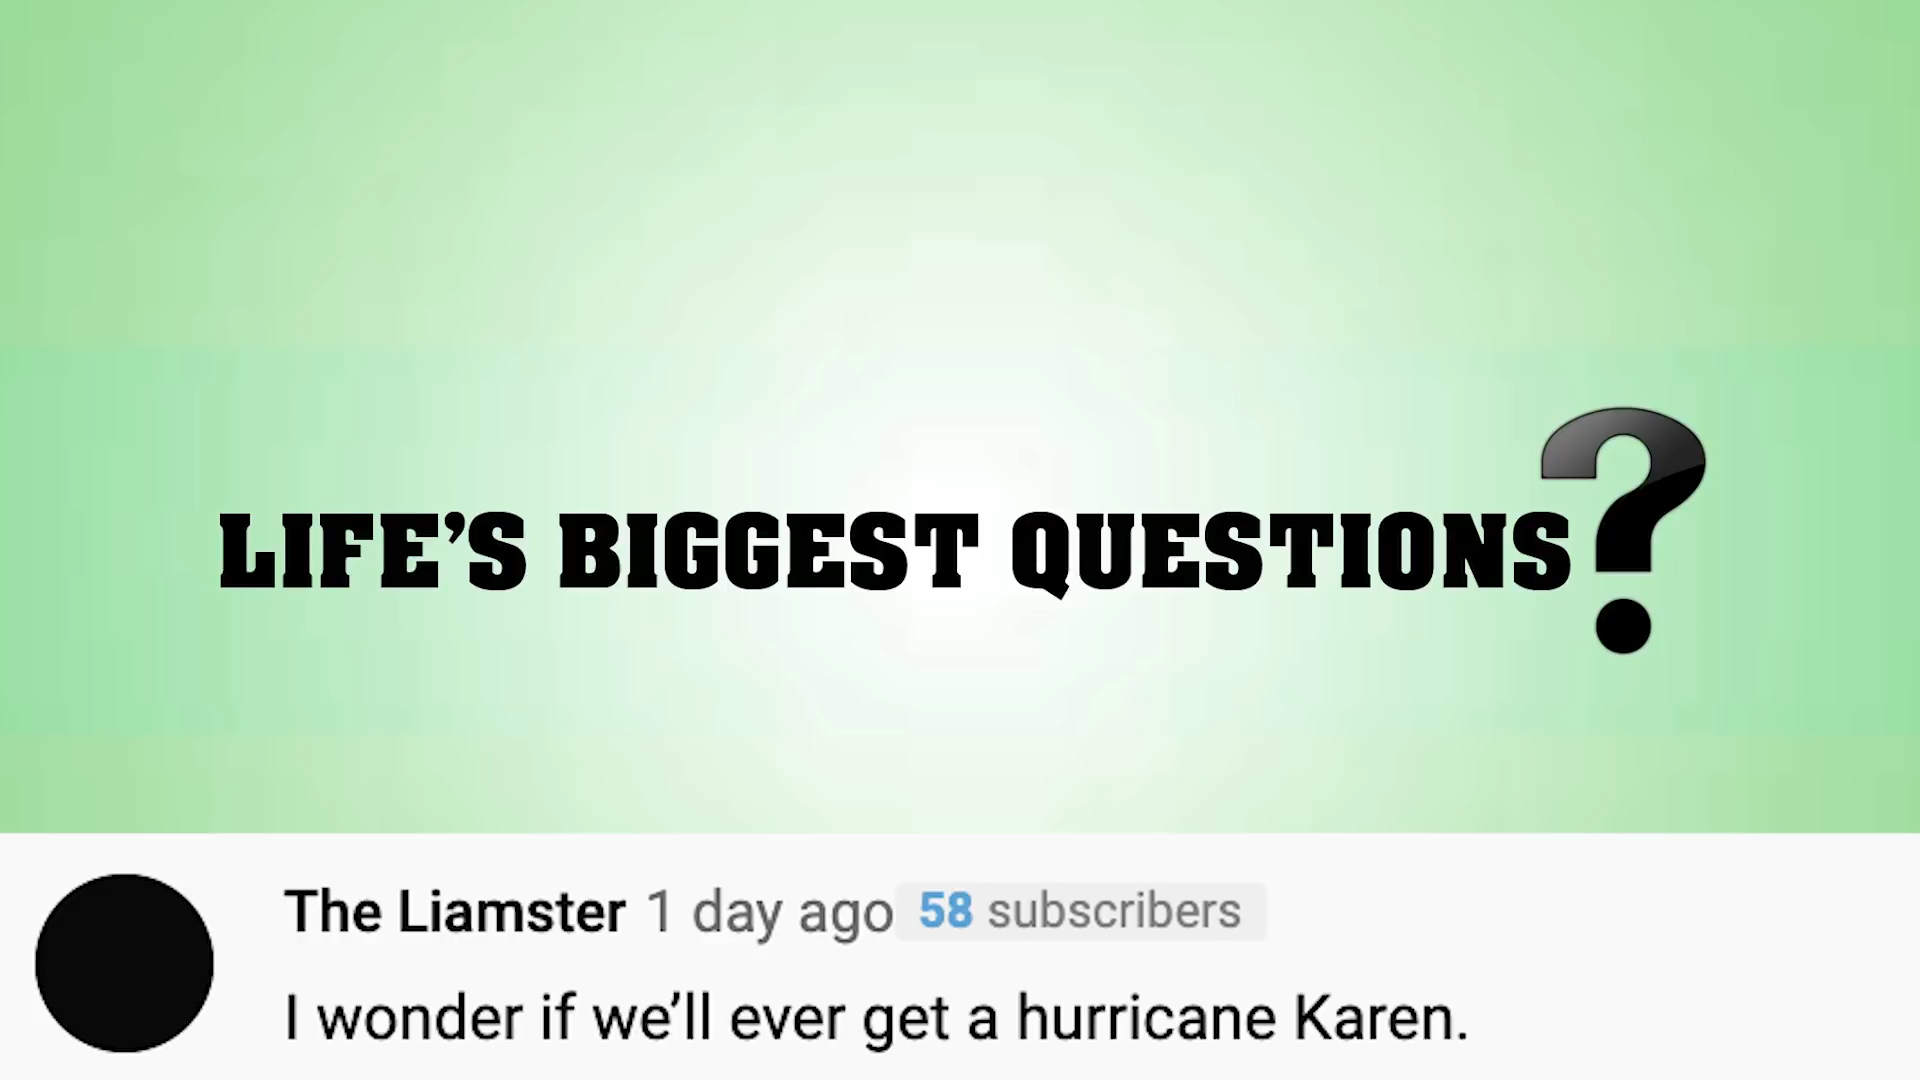 LIFE’S BIGGEST QUESTIONS?
The Liamster 1 day ago 58 subscribers
I wonder if we’ll ever get a hurricane Karen.